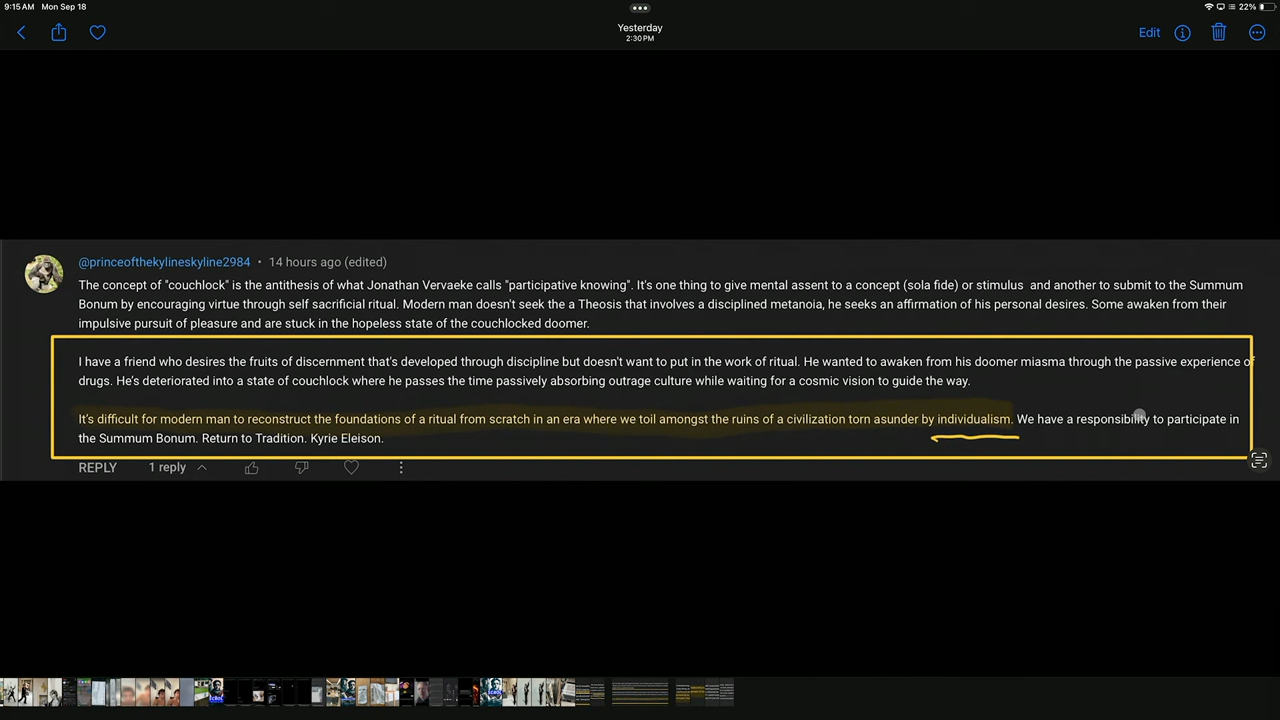 9:15 AM Mon Sep 18
22%
Yesterday
2:30 PM
Edit
@princeofthekylineskyline2984 • 14 hours ago (edited)
The concept of "couchlock" is the antithesis of what Jonathan Vervaeke calls "participative knowing". It's one thing to give mental assent to a concept (sola fide) or stimulus and another to submit to the Summum
Bonum by encouraging virtue through self sacrificial ritual. Modern man doesn't seek the a Theosis that involves a disciplined metanoia, he seeks an affirmation of his personal desires. Some awaken from their
impulsive pursuit of pleasure and are stuck in the hopeless state of the couchlocked doomer.
I have a friend who desires the fruits of discernment that's developed through discipline but doesn't want to put in the work of ritual. He wanted to awaken from his doomer miasma through the passive experience of
drugs. He's deteriorated into a state of couchlock where he passes the time passively absorbing outrage culture while waiting for a cosmic vision to guide the way.
It's difficult for modern man to reconstruct the foundations of a ritual from scratch in an era where we toil amongst the ruins of a civilization torn asunder by individualism. We have a responsibility to participate in
the Summum Bonum. Return to Tradition. Kyrie Eleison.
REPLY 1 reply